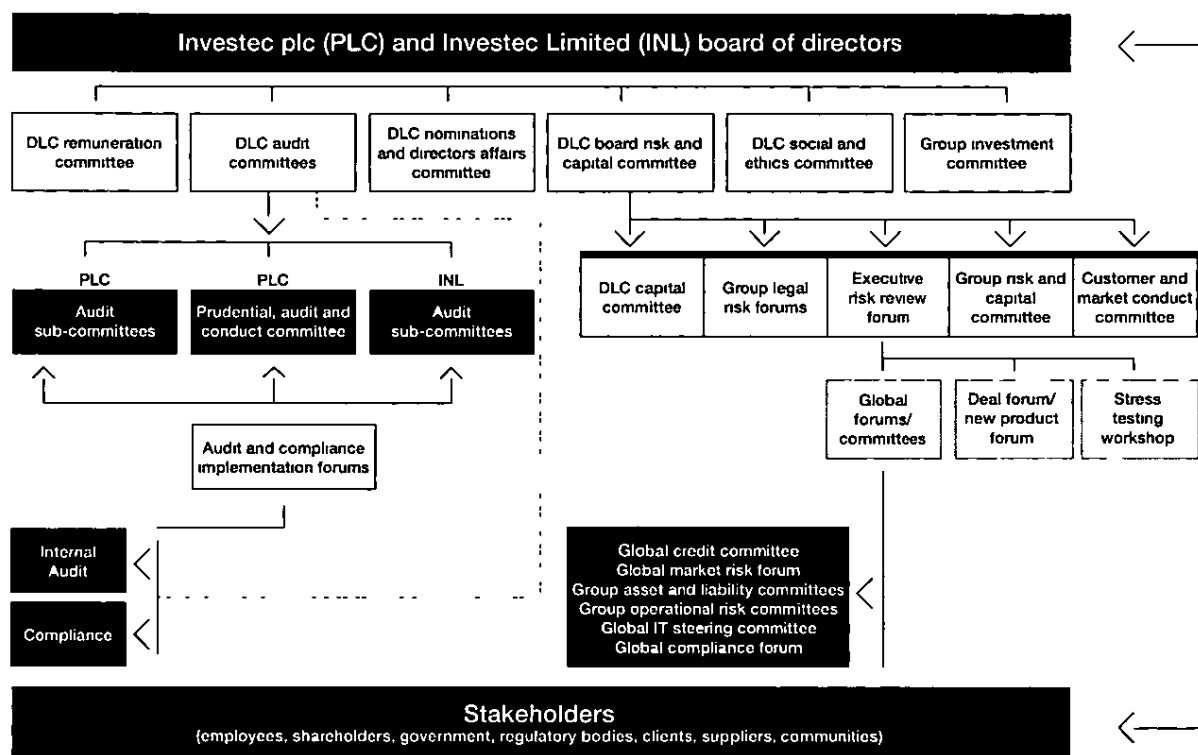 Investec plc (PLC) and Investec Limited (INL) board of directors
DLC remuneration
committee
DLC audit
committees
DLC nominations
and directors affairs
committee
DLC board risk and
capital committee
DLC social and
ethics committee
Group investment
committee
PLC
Audit
sub-committees
PLC
Prudential, audit and
conduct committee
INL
Audit
sub-committees
DLC capital
committee
Group legal
risk forums
Executive
risk review
forum
Group risk and
capital
committee
Customer and
market conduct
committee
Global
forums/
committees
Deal forum/
new product
forum
Stress
testing
workshop
Audit and compliance
implementation forums
Internal
Audit
Compliance
Global credit committee
Global market risk forum
Group asset and liability committees
Group operational risk committees
Global IT steering committee
Global compliance forum
Stakeholders
(employees, shareholders, government, regulatory bodies, clients, suppliers, communities)